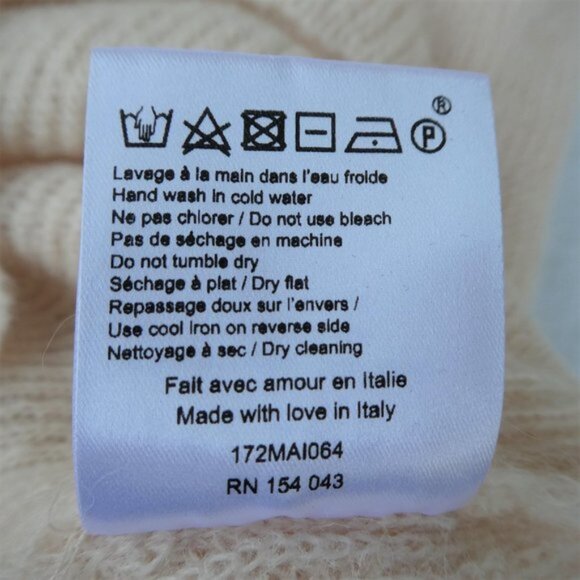 ®
P
Lavage à la main dans l'eau froide
Hand wash in cold water
Ne pas chlorer / Do not use bleach
Pas de séchage en machine
Do not tumble dry
Séchage à plat / Dry flat
Repassage doux sur l'envers /
Use cool iron on reverse side
Nettoyage à sec / Dry cleaning
Fait avec amour en Italie
Made with love in Italy
172MAI064
RN 154 043